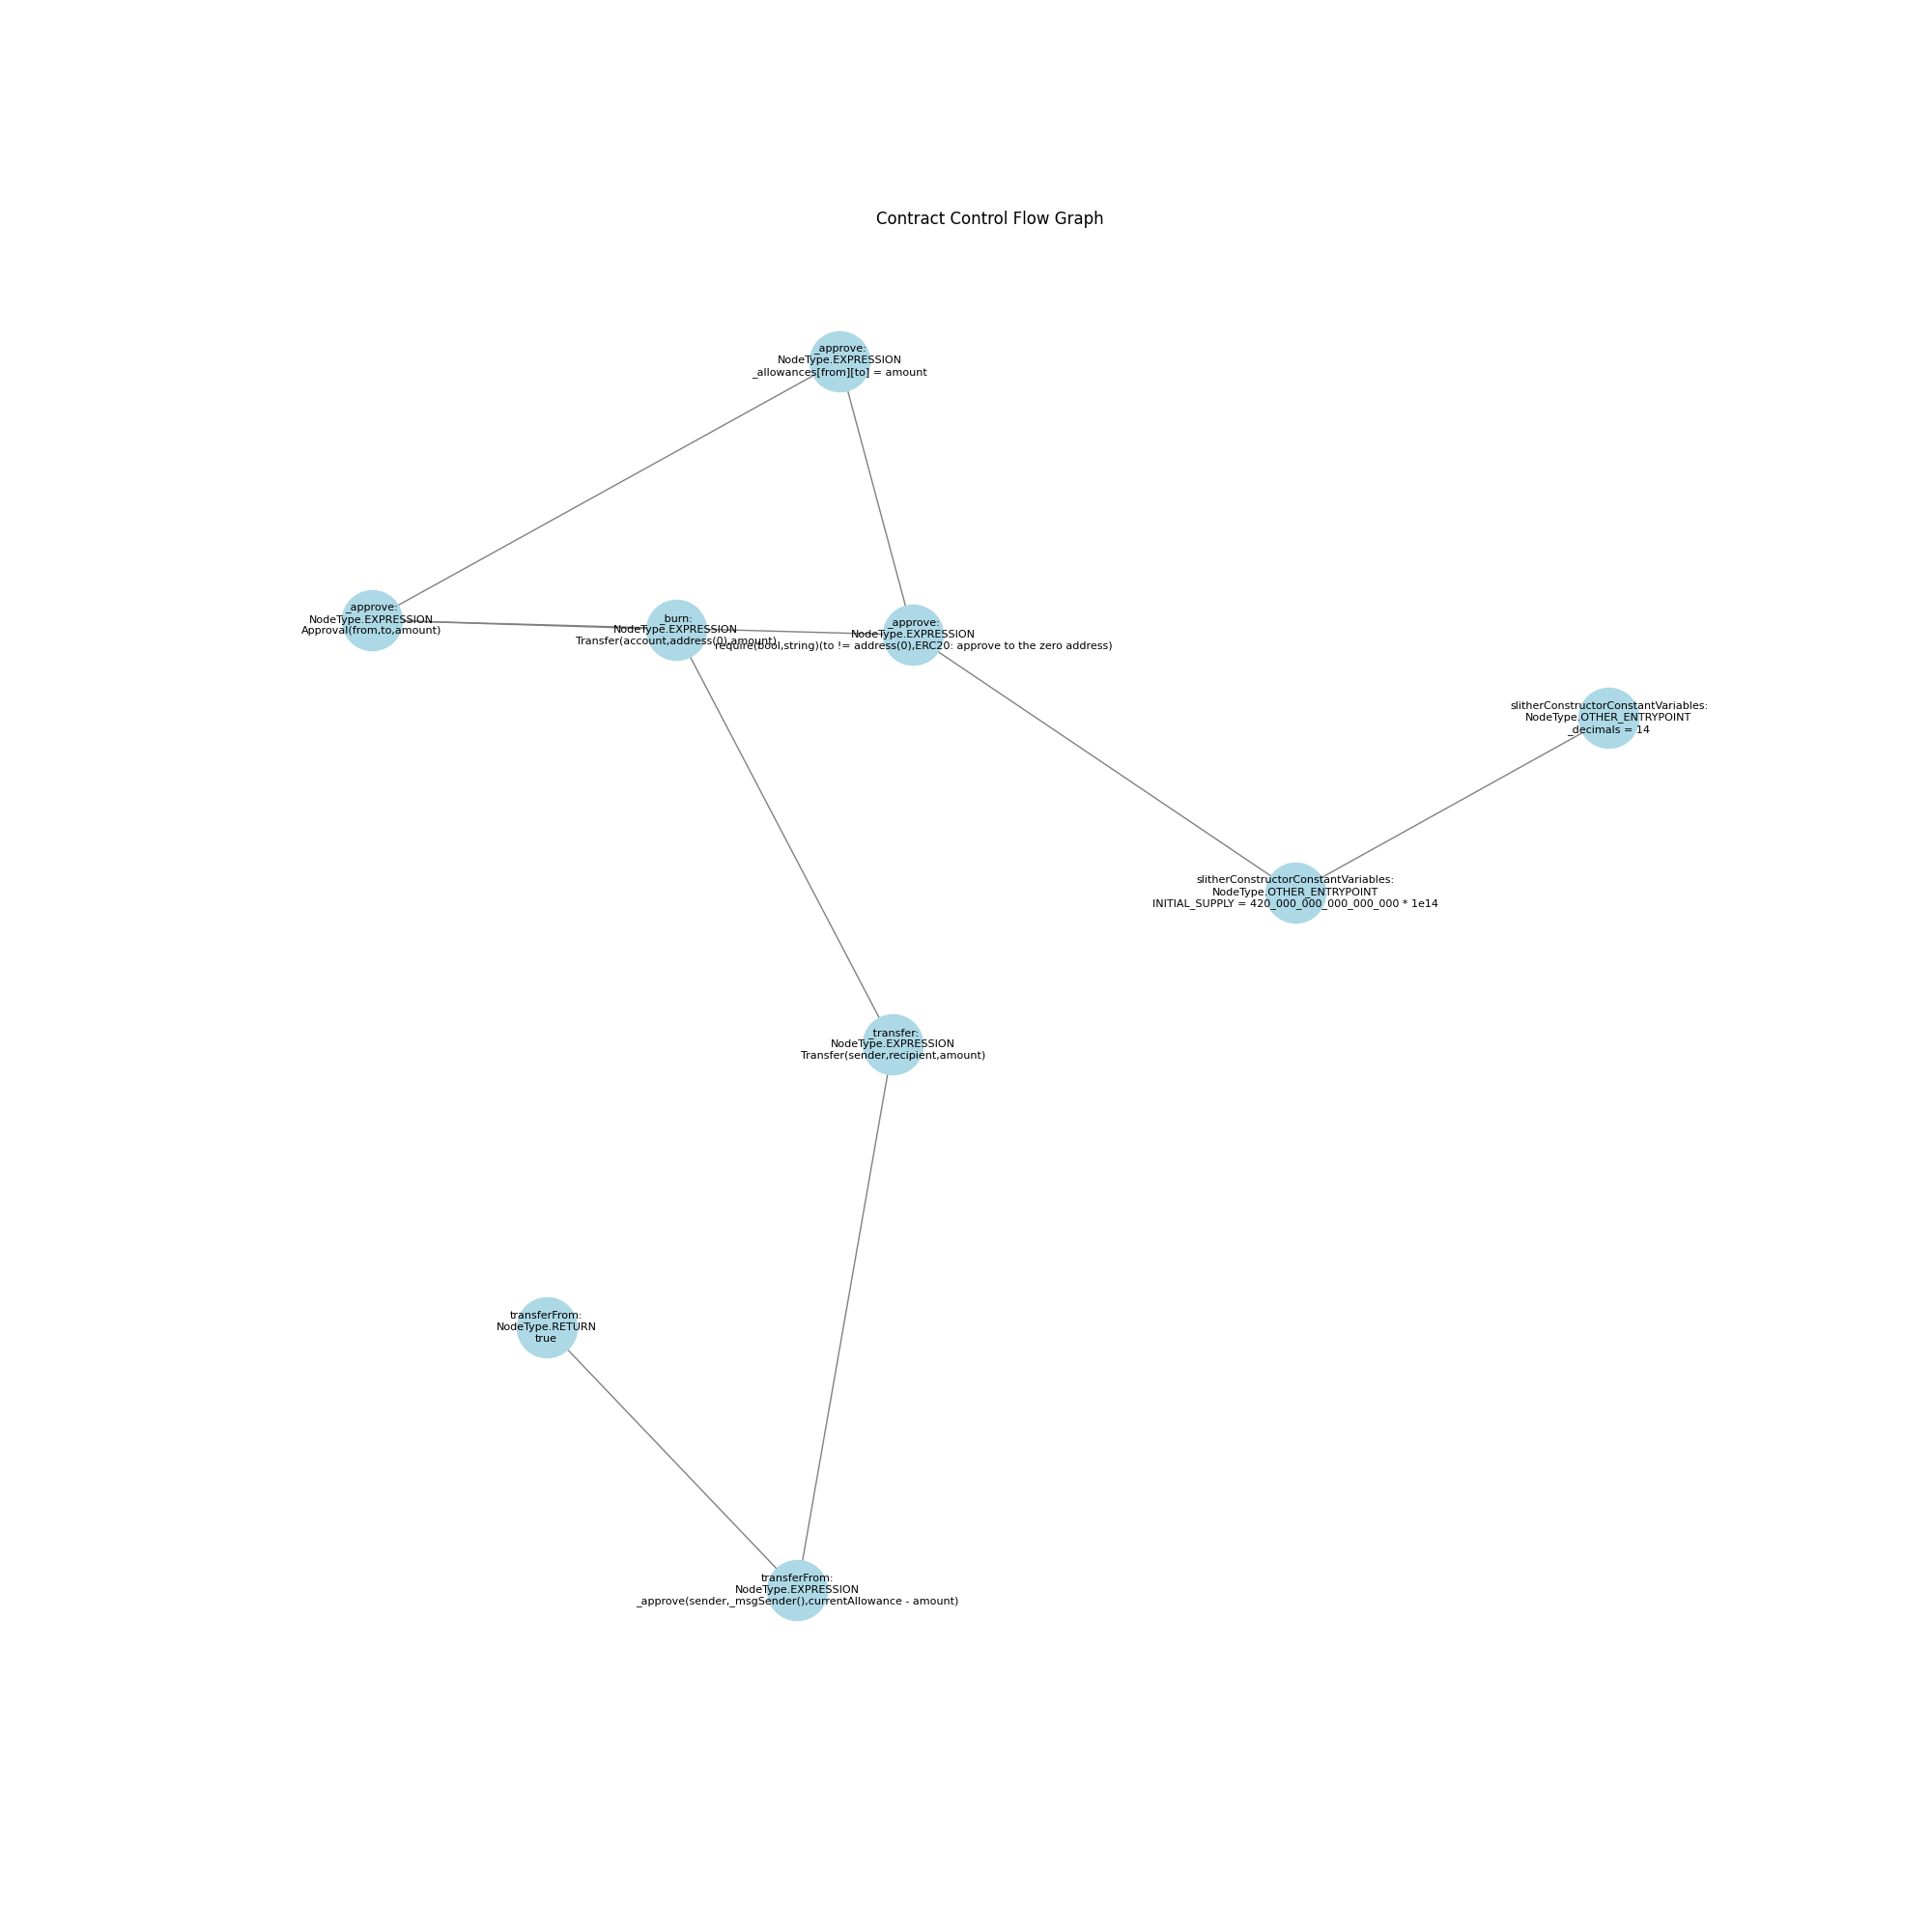 Contract Control Flow Graph
_approve:
NodeType.EXPRESSION
_allowances[from][to] = amount
_approve:
NodeType.EXPRESSION
Approval(from,to,amount)
_burn:
NodeType.EXPRESSION
Transfer(account,address(0),amount)
_approve:
NodeType.EXPRESSION
require(bool,string)(to != address(0),ERC20: approve to the zero address)
slitherConstructorConstantVariables:
NodeType.OTHER_ENTRYPOINT
_decimals = 14
slitherConstructorConstantVariables:
NodeType.OTHER_ENTRYPOINT
INITIAL_SUPPLY = 420_000_000_000_000_000 * 1e14
_transfer:
NodeType.EXPRESSION
Transfer(sender,recipient,amount)
transferFrom:
NodeType.RETURN
true
transferFrom:
NodeType.EXPRESSION
_approve(sender,_msgSender(),currentAllowance - amount)